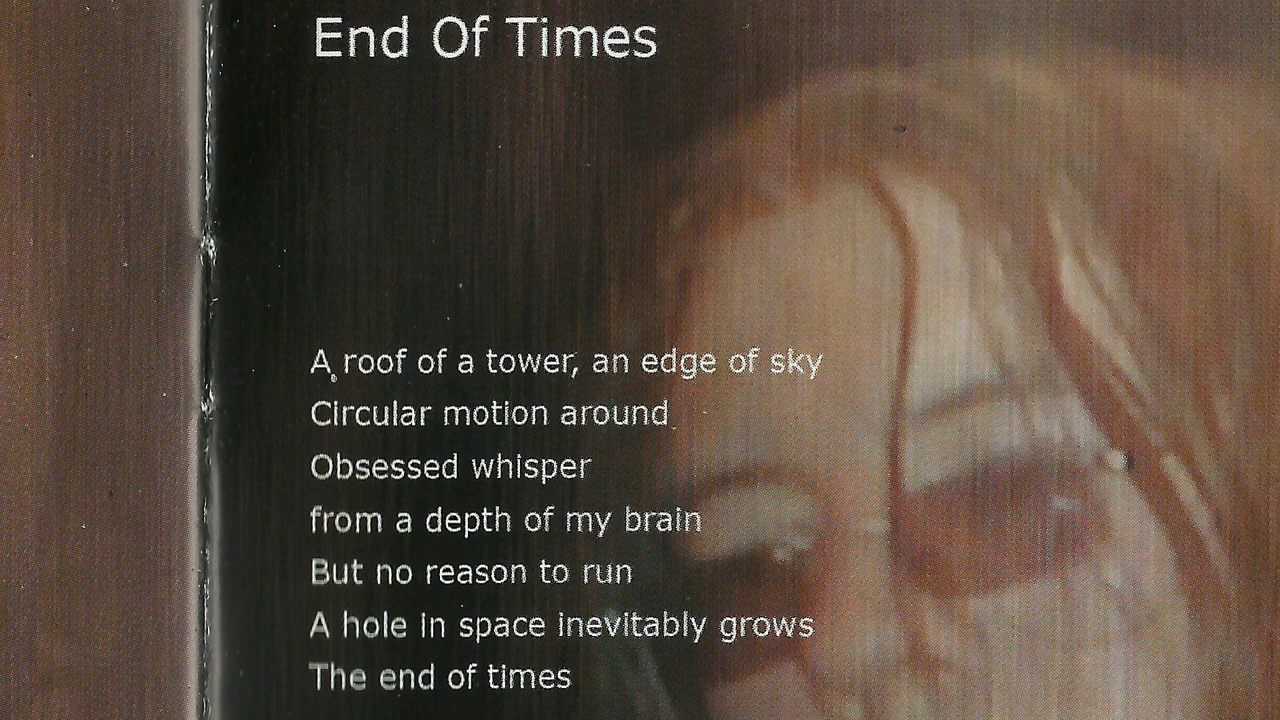 End Of Times
A roof of a tower, an edge of sky
Circular motion around
Obsessed whisper
from a depth of my brain
But no reason to run
A hole in space inevitably grows
The end of times